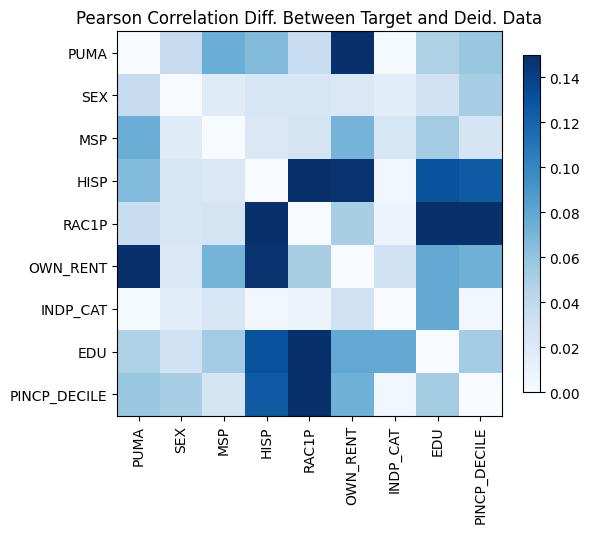 Pearson Correlation Diff. Between Target and Deid. Data
PUMA
SEX
MSP
HISP
RAC1P
OWN_RENT
INDP_CAT
EDU
PINCP_DECILE
PUMA
SEX
MSP
HISP
RAC1P
OWN_RENT
INDP_CAT
EDU
PINCP_DECILE
0.14
0.12
0.10
0.08
0.06
0.04
0.02
0.00